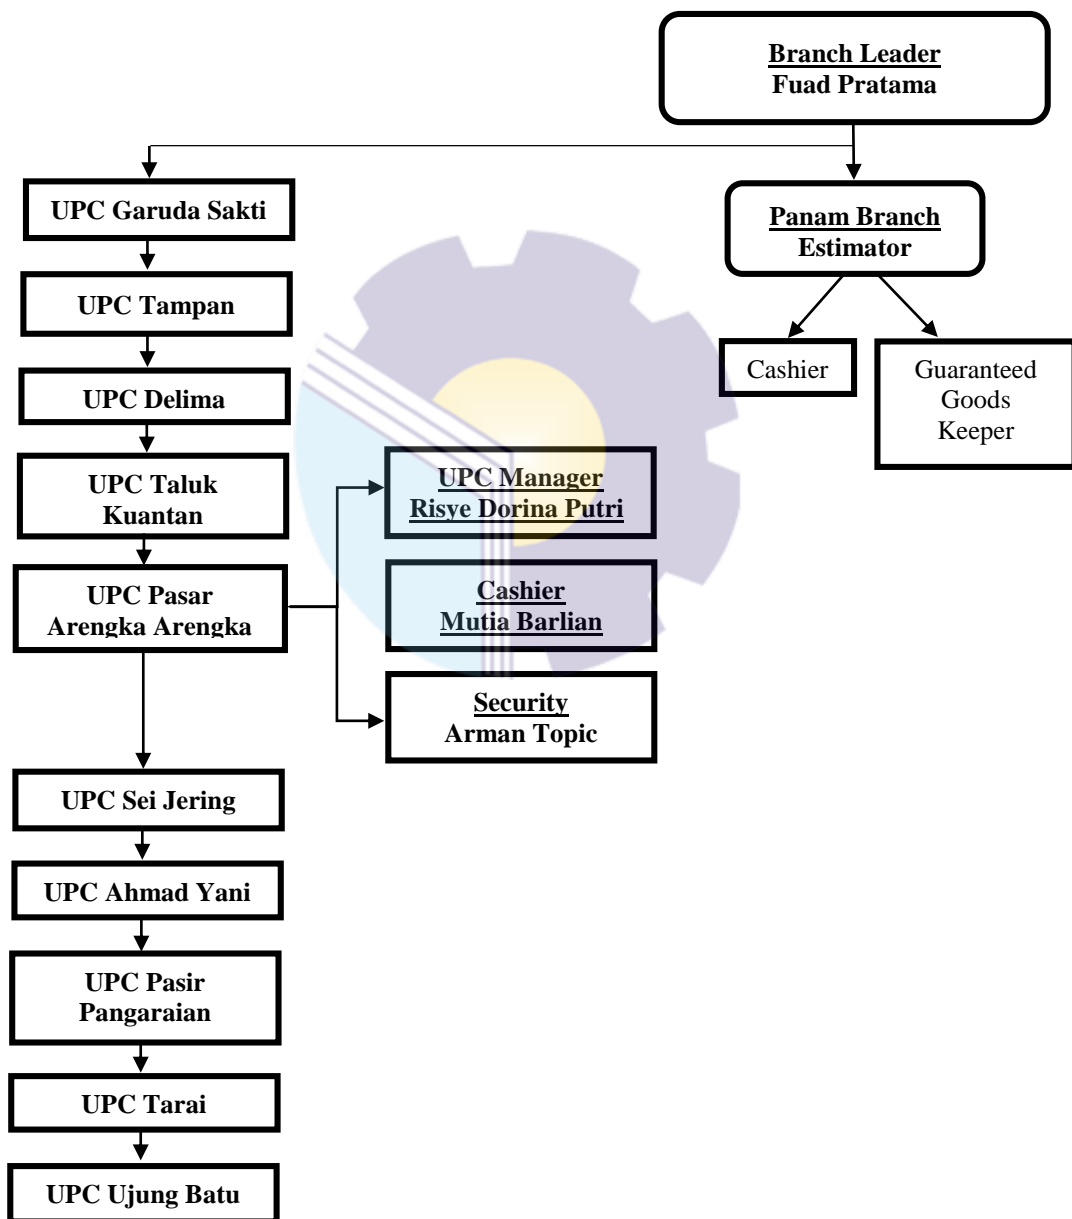 Branch Leader
Fuad Pratama
UPC Garuda Sakti
Panam Branch
Estimator
UPC Tampan
Cashier
Guaranteed
Goods
Keeper
UPC Delima
UPC Taluk
Kuantan
UPC Manager
Risye Dorina Putri
UPC Pasar
Arengka Arengka
Cashier
Mutia Barlian
Security
Arman Topic
UPC Sei Jering
UPC Ahmad Yani
UPC Pasir
Pangaraian
UPC Tarai
UPC Ujung Batu